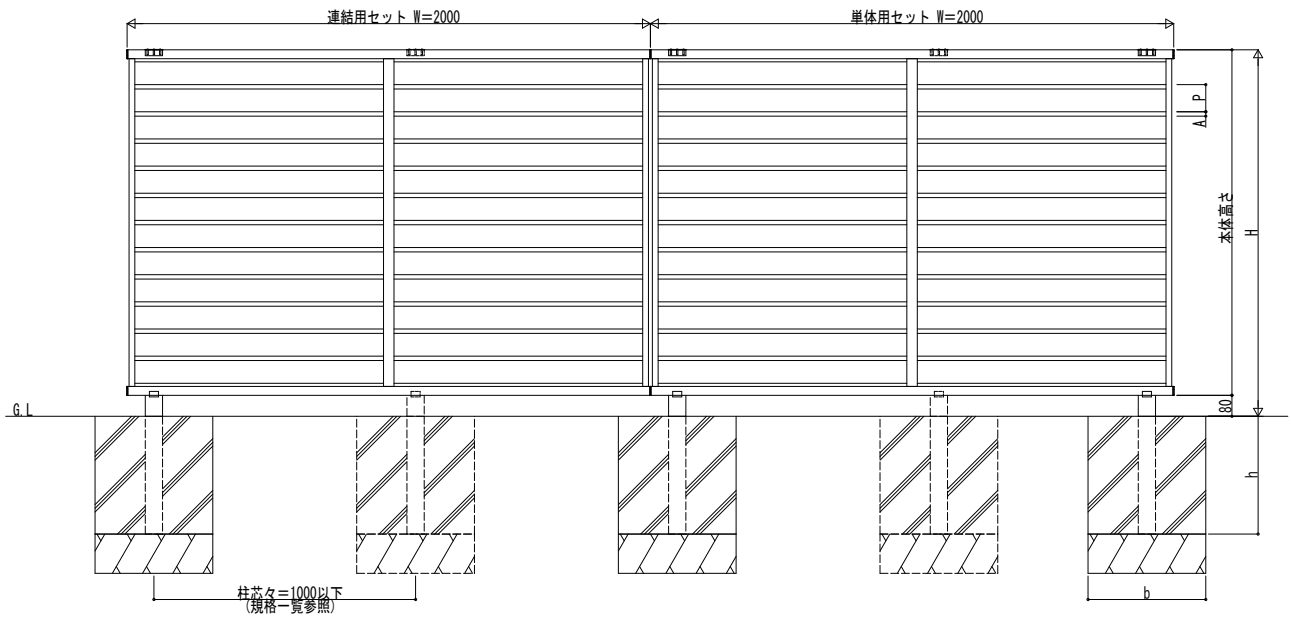 連結用セット W=2000
単体用セット W=2000
P
A
本体高さ
H
G.L
80
h
柱芯々=1000以下
(規格一覧参照)
b